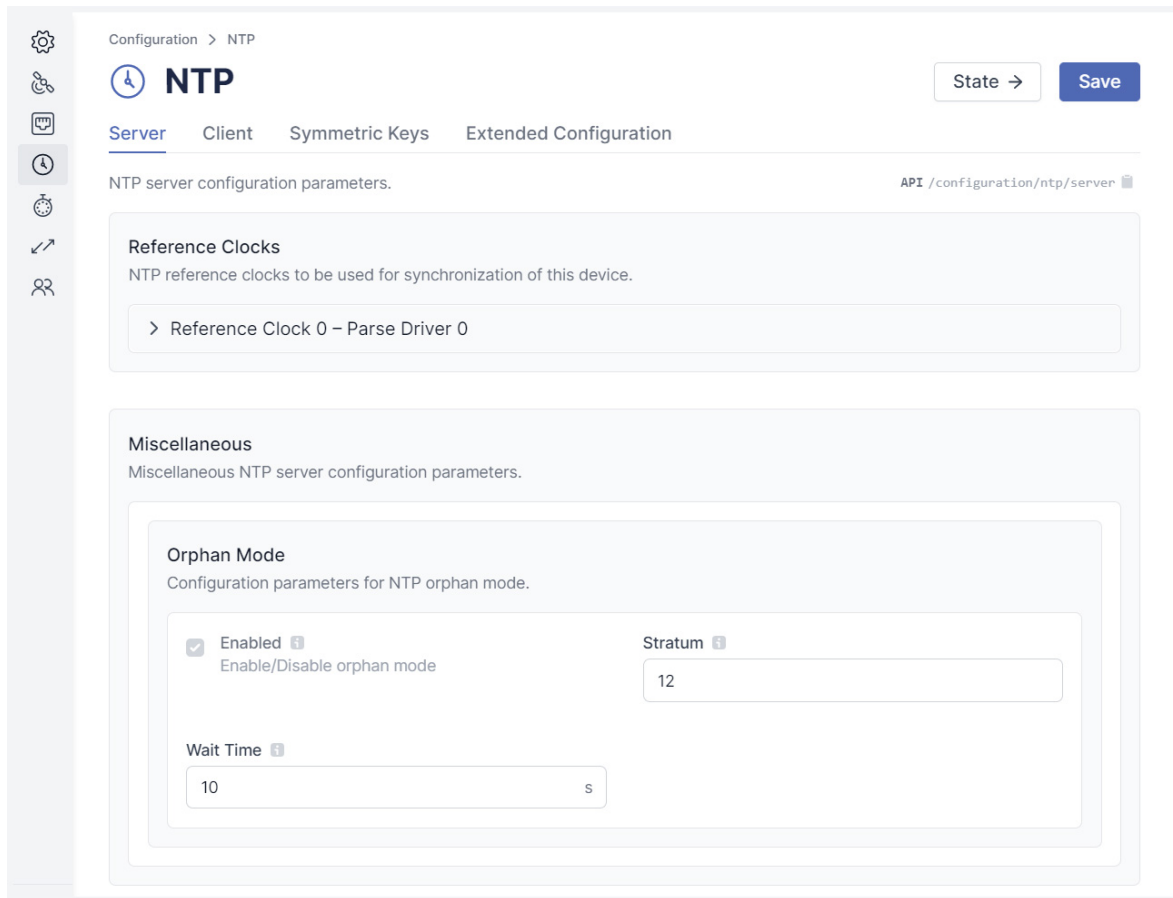 Configuration > NTP
NTP
State →
Save
Server Client Symmetric Keys Extended Configuration
NTP server configuration parameters.
API /configuration/ntp/server
Reference Clocks
NTP reference clocks to be used for synchronization of this device.
> Reference Clock 0 – Parse Driver 0
Miscellaneous
Miscellaneous NTP server configuration parameters.
Orphan Mode
Configuration parameters for NTP orphan mode.
Enabled i
Enable/Disable orphan mode
Stratum i
12
Wait Time i
10 s